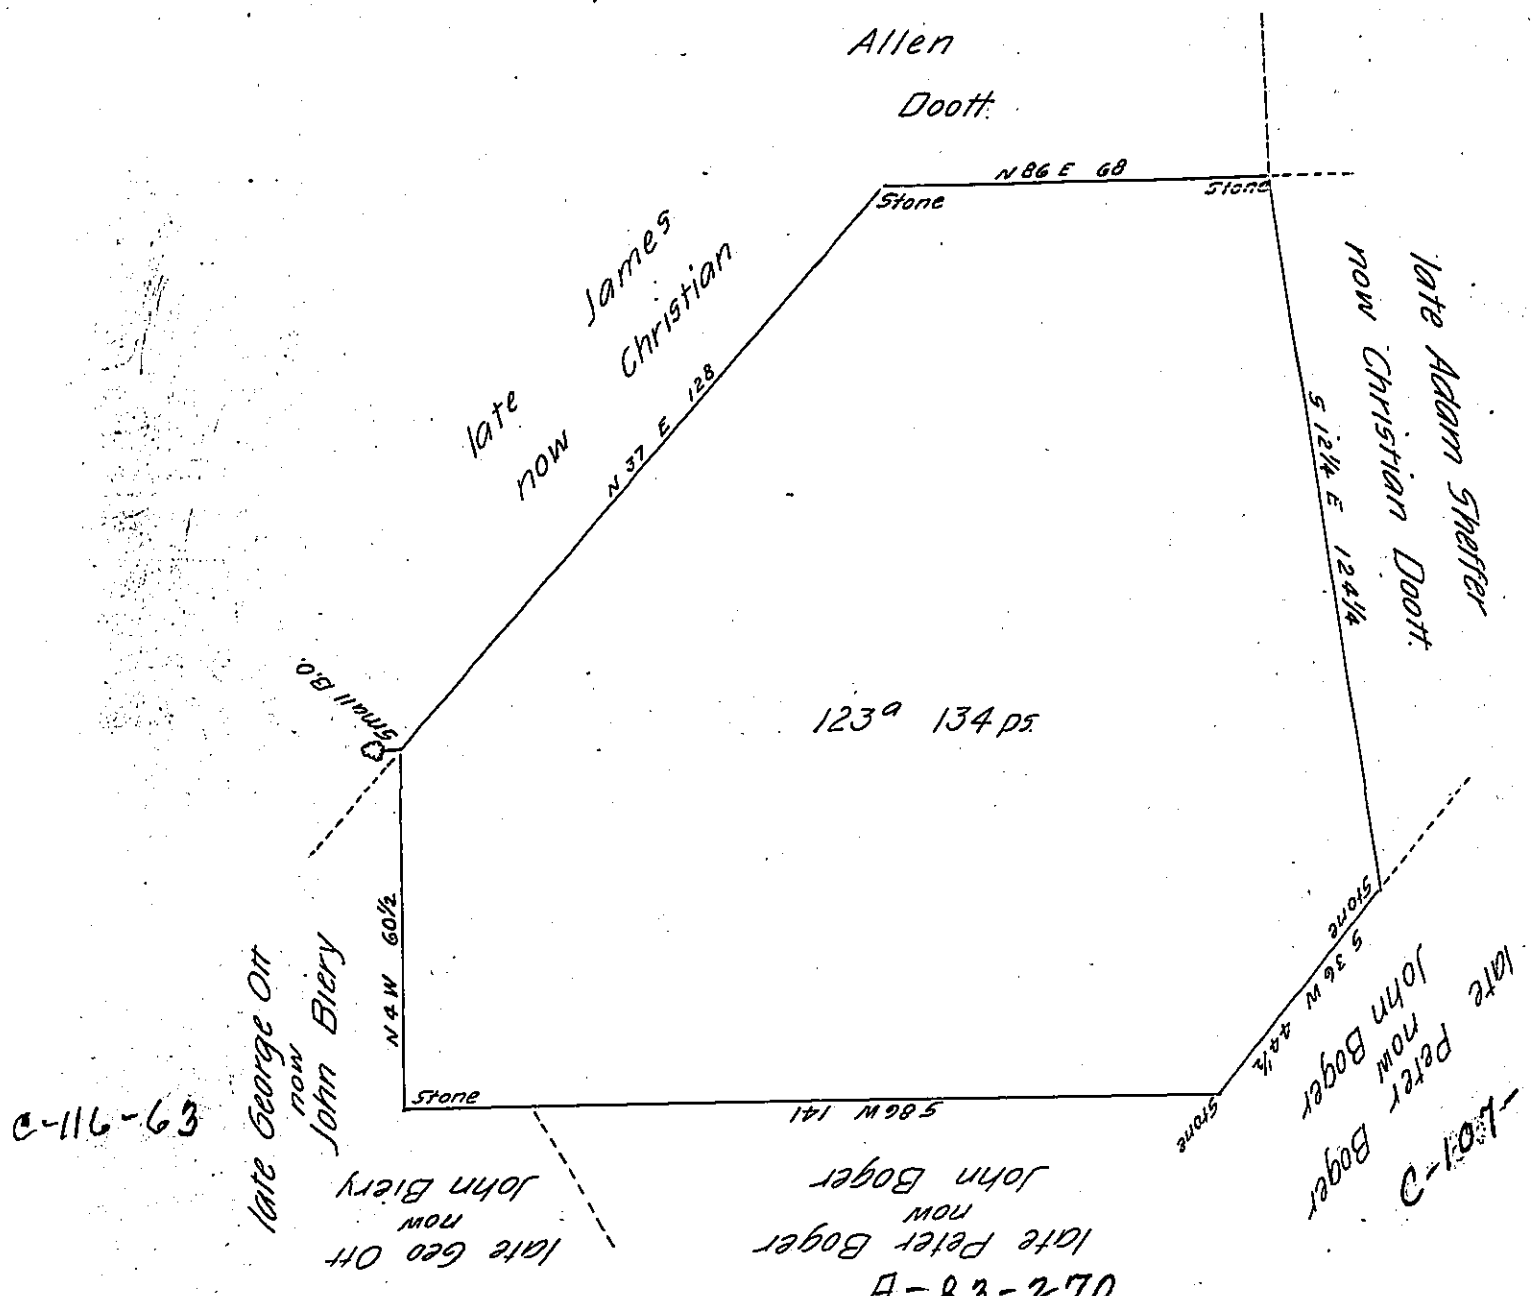 late James Allen
now Christian Doott.
N 86 E 68
Stone
Stone
N 37 E 128
late Adam Sheffer
now Christian Doott.
S 12¼ E 124¼
Small B.O.
123ᵃ 134 ps.
N 4 W 60½
late George Ott
now
John Biery
C-116-63
Stone
S 36 W 44½
late Peter Boger
now
John Boger
Stone
S 86 W 141
Stone
late Peter Boger
now
John Boger
late Geo Ott
now
John Biery